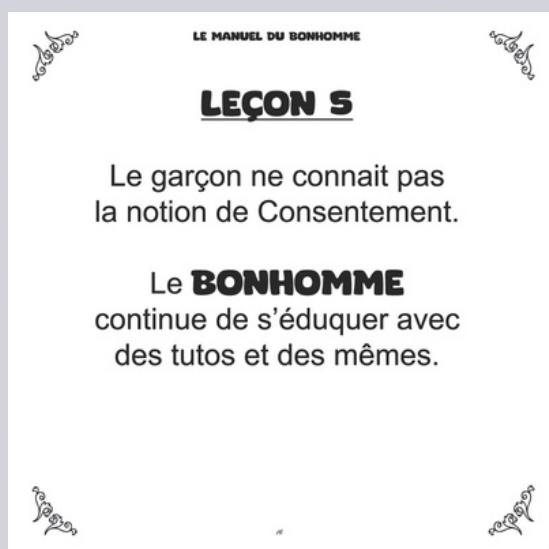 LE MANUEL DU BONHOMME
LEÇON 5
Le garçon ne connait pas
la notion de Consentement.
Le BONHOMME
continue de s’éduquer avec
des tutos et des mêmes.